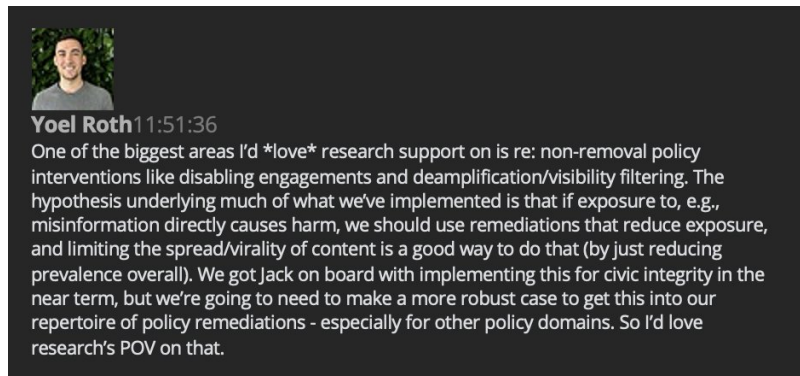 Yoel Roth11:51:36
One of the biggest areas I’d *love* research support on is re: non-removal policy
interventions like disabling engagements and deamplification/visibility filtering. The
hypothesis underlying much of what we’ve implemented is that if exposure to, e.g.,
misinformation directly causes harm, we should use remediations that reduce exposure,
and limiting the spread/virality of content is a good way to do that (by just reducing
prevalence overall). We got Jack on board with implementing this for civic integrity in the
near term, but we’re going to need to make a more robust case to get this into our
repertoire of policy remediations - especially for other policy domains. So I’d love
research’s POV on that.